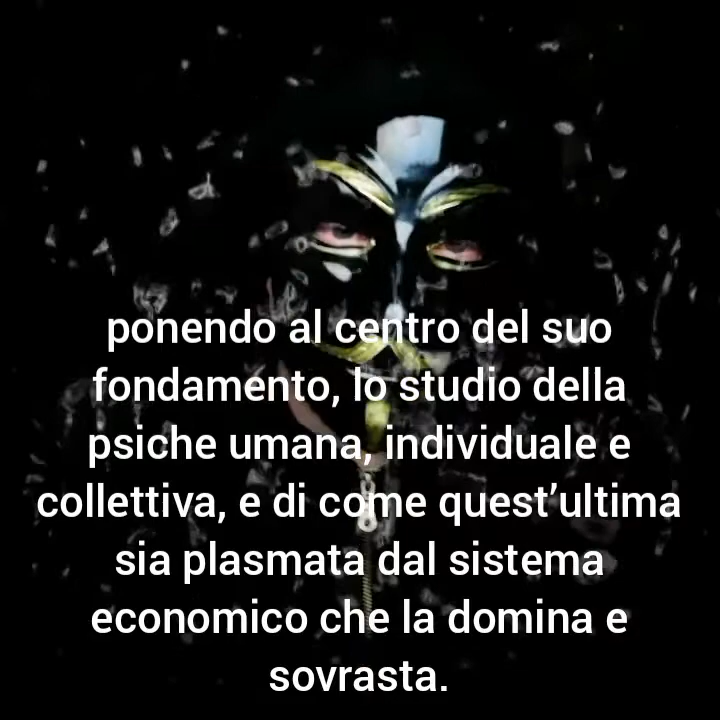 ponendo al centro del suo
fondamento, lo studio della
psiche umana, individuale e
collettiva, e di come quest’ultima
sia plasmata dal sistema
economico che la domina e
sovrasta.